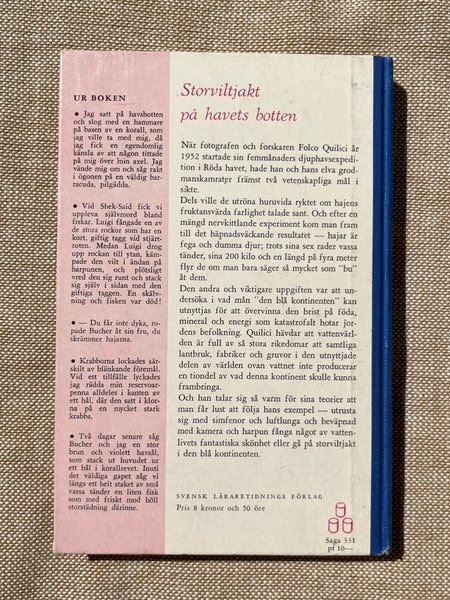 UR BOKEN
● Jag satt på havsbotten
och slog med en hammare
på basen av en korall, som
jag ville ta med mig, då
jag fick en egendomlig
känsla av att någon tittade
på mig över min axel. Jag
vände mig om och såg rakt
i ögonen på en väldig bar-
racuda, pilgädda.
● Vid Shek-Said fick vi
uppleva självmord bland
fiskar. Luigi fångade en av
de stora rockor som har en
kort, giftig tagg vid stjärt-
roten. Medan Luigi drog
upp rockan till ytan, käm-
pade den vilt i ändan på
harpunen, och plötsligt
vred den sig runt och stack
sig själv i sidan med den
giftiga taggen. En skälv-
ning och fisken var död!
● — Du får inte dyka, ro-
pade Bucher åt sin fru, du
skrämmer hajarna.
● Krabborna lockades sär-
skilt av blänkande föremål.
Vid ett tillfälle lyckades
jag rädda min reservoar-
penna alldeles i kanten av
ett hål, där den satt i klor-
na på en mycket stark
krabba.
● Två dagar senare såg
Bucher och jag en stor
brun och violett havsål,
som stack ut huvudet ur
ett hål i korallrevet. Inuti
det väldiga gapet såg vi
längs ett helt staket av små
vassa tänder en liten fisk
som med friskt mod höll
storstädning därinne.
Storviltjakt
på havets botten
När fotografen och forskaren Folco Quilici år
1952 startade sin femmånaders djuphavsexpedi-
tion i Röda havet, hade han och hans elva grod-
manskamrater främst två vetenskapliga mål i
sikte.
Dels ville de utröna huruvida ryktet om hajens
fruktansvärda farlighet talade sant. Och efter en
mängd nervkittlande experiment kom man fram
till det häpnadsväckande resultatet — hajar är
fega och dumma djur; trots sina sex rader vassa
tänder, sina 200 kilo och en längd på fyra meter
flyr de om man bara säger så mycket som "bu"
åt dem.
Den andra och viktigare uppgiften var att un-
dersöka i vad mån "den blå kontinenten" kan
utnyttjas för att övervinna den brist på föda,
mineral och energi som katastrofalt hotar jor-
dens befolkning. Quilici hävdar att vattenvärl-
den är full av så stora rikedomar att samtliga
lantbruk, fabriker och gruvor i den utnyttjade
delen av världen ovan vattnet inte producerar
en tiondel av vad denna kontinent skulle kunna
frambringa.
Och han talar sig så varm för sina teorier att
man får lust att följa hans exempel — utrusta
sig med simfenor och luftlunga och beväpnad
med kamera och harpun fånga något av vatten-
livets fantastiska skönhet eller gå på storviltjakt
i den blå kontinenten.
SVENSK LÄRARETIDNINGS FÖRLAG
Pris 8 kronor och 50 öre
Saga 331
pf 10—